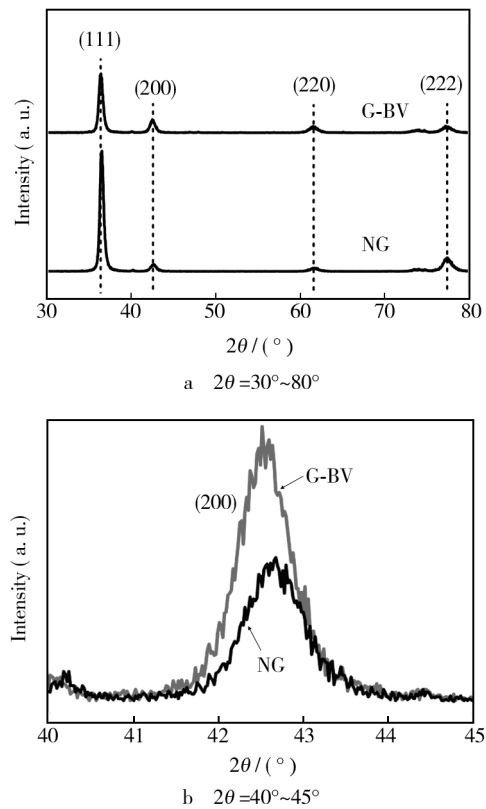 (111)
(200)
(220)
(222)
G-BV
NG
Intensity ( a. u. )
30 40 50 60 70 80
2θ / ( ° )
a 2θ =30°~80°
(200)
G-BV
NG
Intensity ( a. u. )
40 41 42 43 44 45
2θ / ( ° )
b 2θ =40°~45°